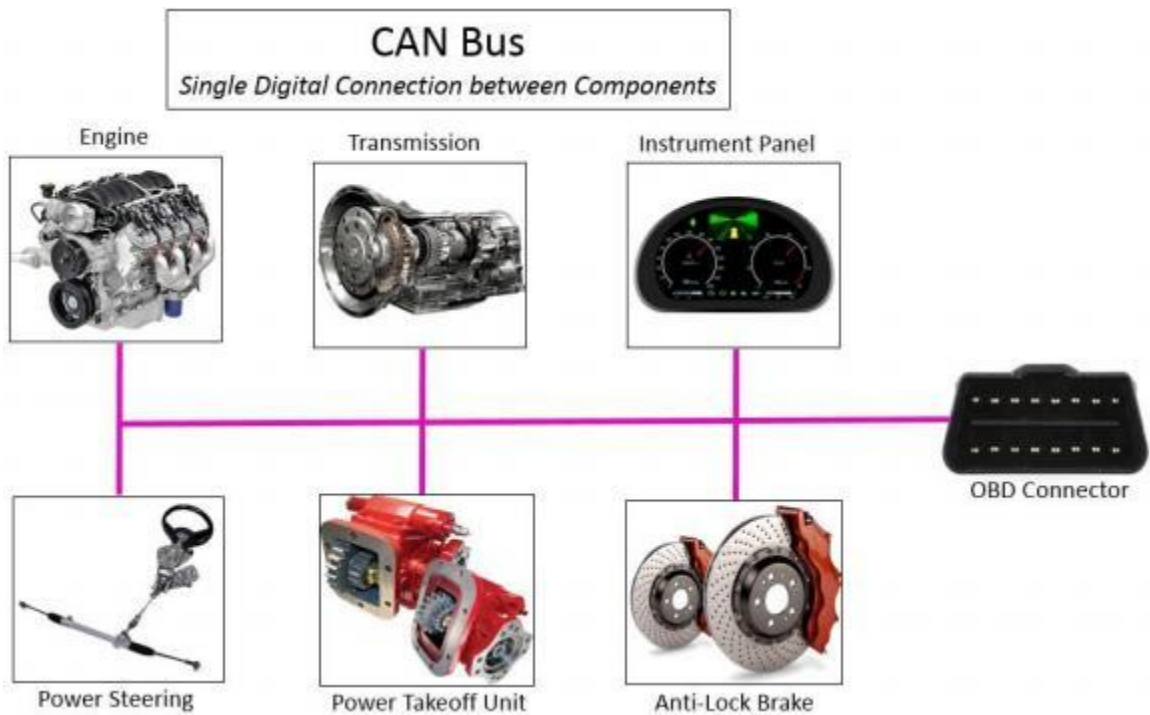 CAN Bus
Single Digital Connection between Components
Engine
Transmission
Instrument Panel
OBD Connector
Power Steering
Power Takeoff Unit
Anti-Lock Brake